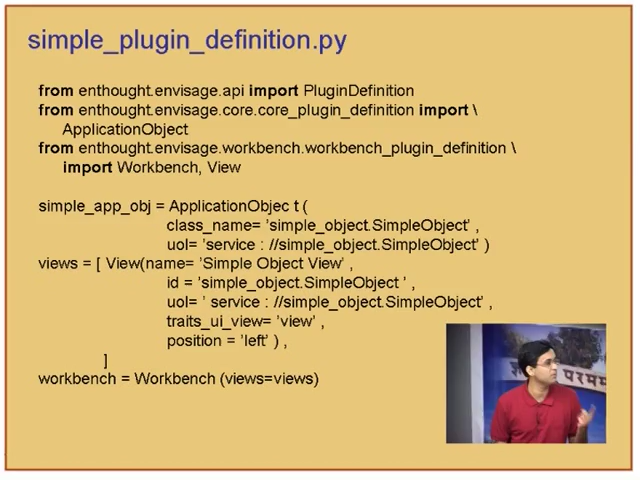 simple_plugin_definition.py
from enthought.envisage.api import PluginDefinition
from enthought.envisage.core.core_plugin_definition import \
ApplicationObject
from enthought.envisage.workbench.workbench_plugin_definition \
import Workbench, View
simple_app_obj = ApplicationObjec t (
class_name= 'simple_object.SimpleObject' ,
uol= 'service : //simple_object.SimpleObject' )
views = [ View(name= 'Simple Object View' ,
id = 'simple_object.SimpleObject ' ,
uol= ' service : //simple_object.SimpleObject' ,
traits_ui_view= 'view' ,
position = 'left' ) ,
]
workbench = Workbench (views=views)